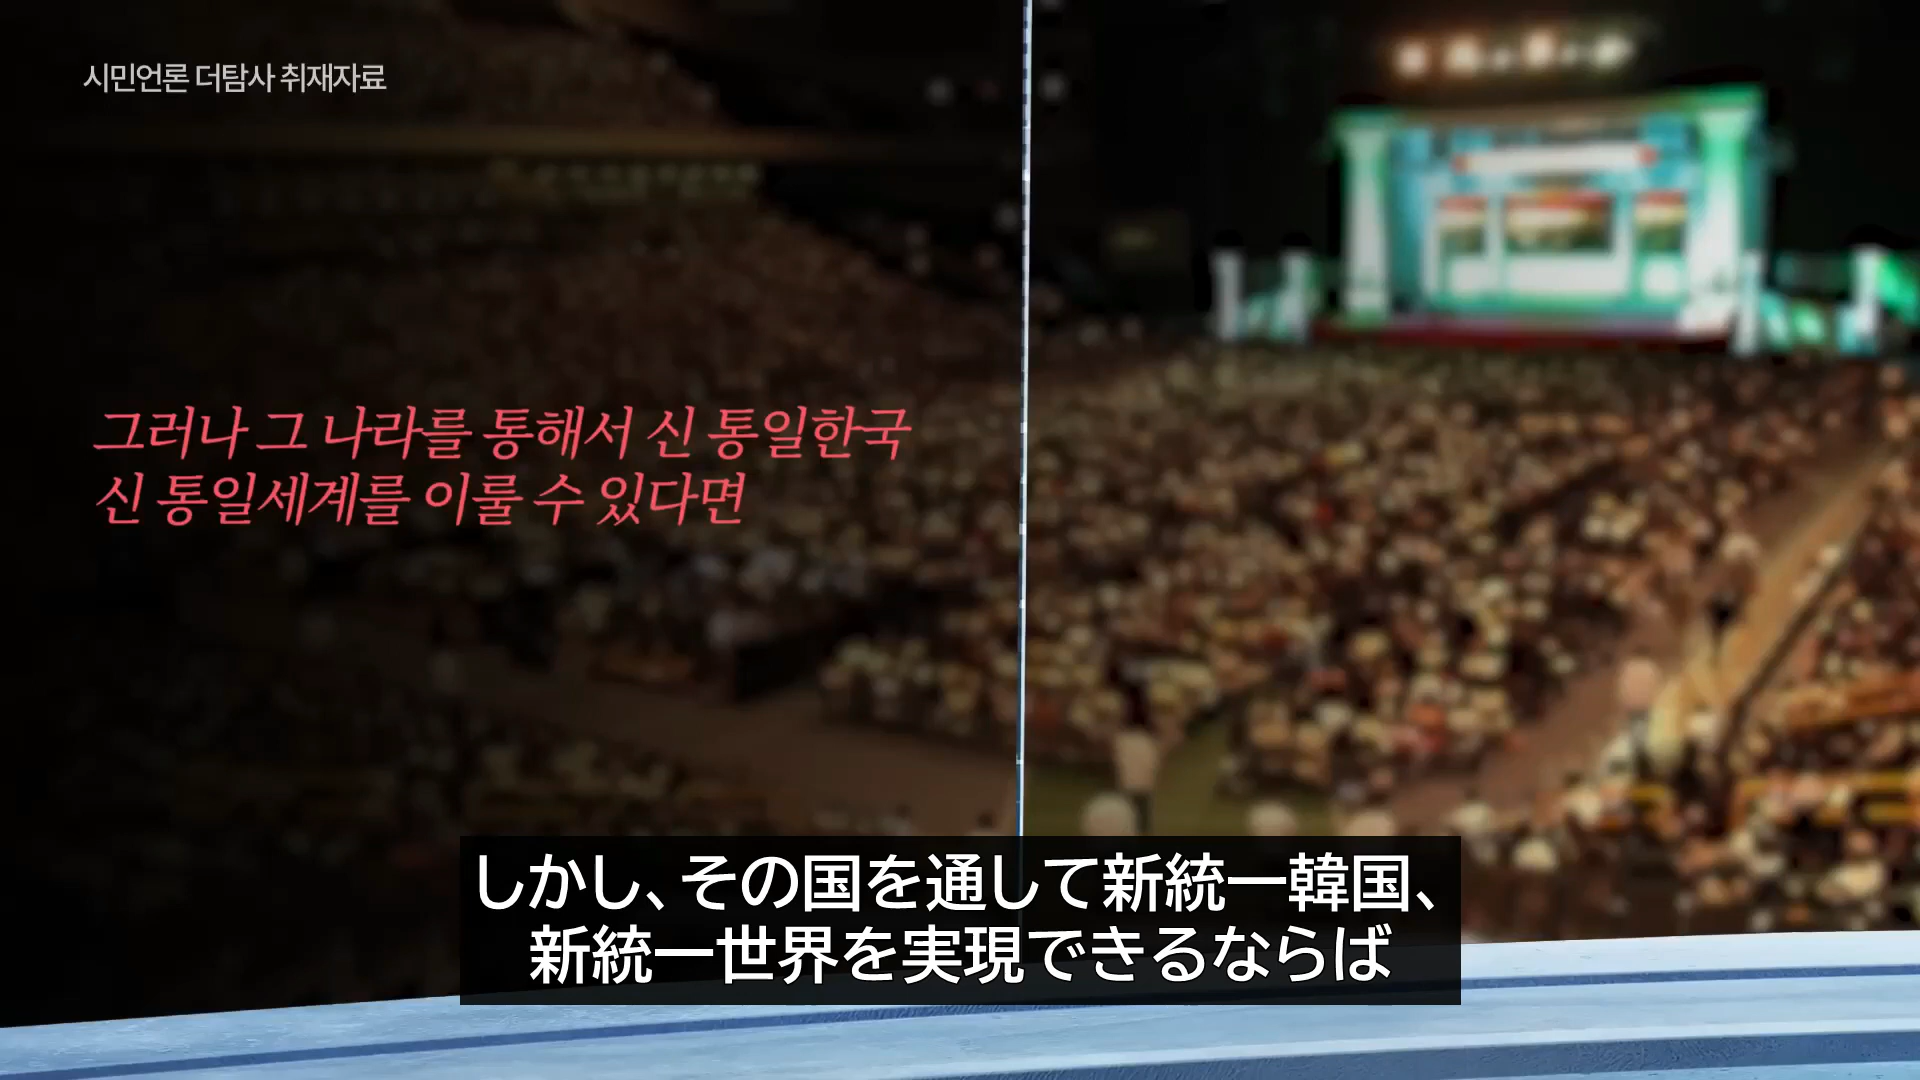 시민언론 더탐사 취재자료
그러나 그 나라를 통해서 신 통일한국
신 통일세계를 이룰 수 있다면
しかし、その国を通して新統一韓国、
新統一世界を実現できるならば